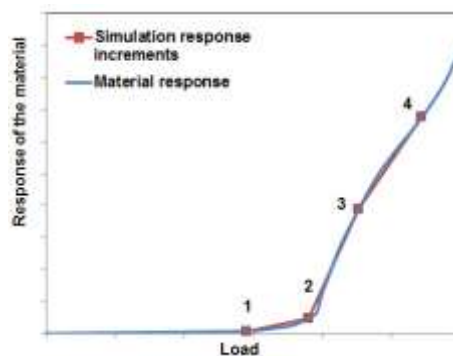 Simulation response
increments
Material response
Response of the material
4
3
2
1
Load